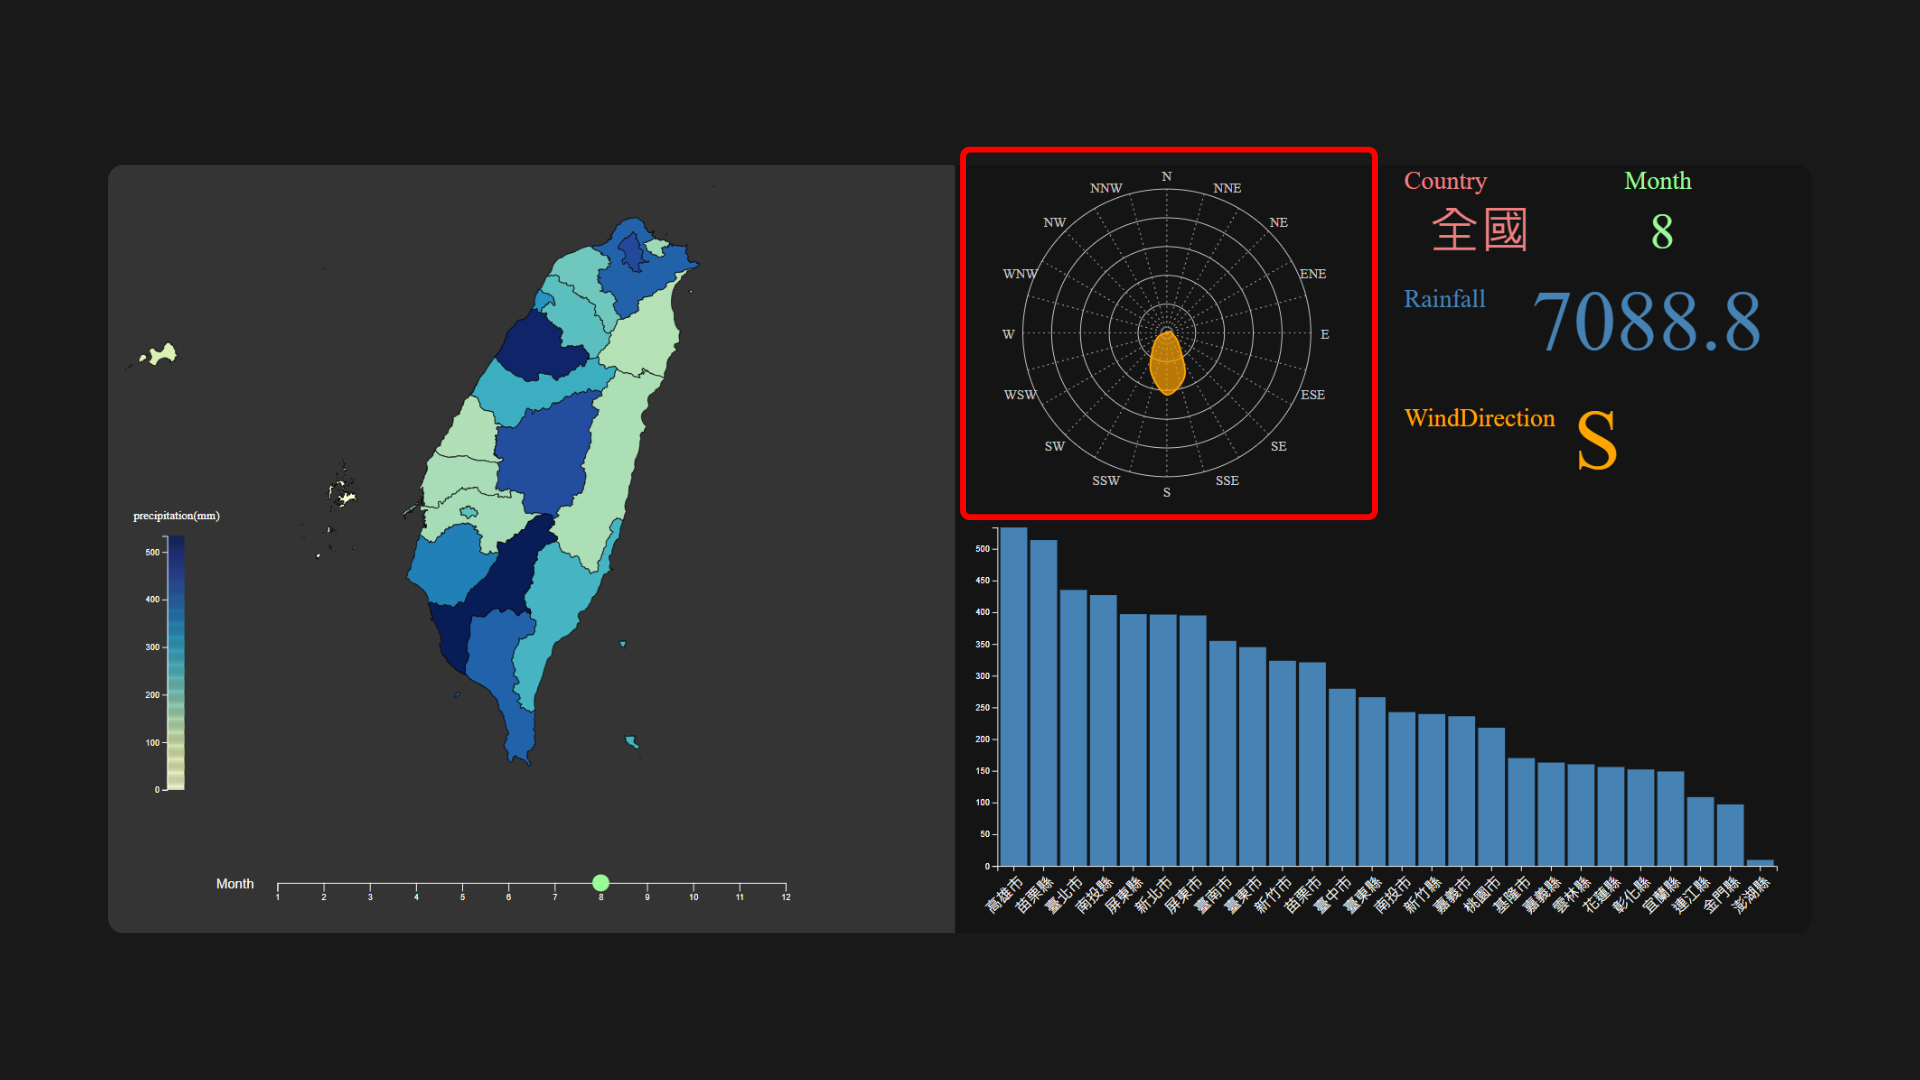 precipitation(mm)
500
400
300
200
100
0
Month
1 2 3 4 5 6 7 8 9 10 11 12
N
NNW NNE
NW NE
WNW ENE
W E
WSW ESE
SW SE
SSW SSE
S
Country
全國
Month
8
Rainfall 7088.8
WindDirection S
500
450
400
350
300
250
200
150
100
50
0
高雄市 苗栗縣 臺北市 南投縣 屏東縣 新北市 屏東市 臺南市 臺東市 新竹市 苗栗市 臺中市 臺東縣 南投市 新竹縣 嘉義市 桃園市 基隆市 嘉義縣 雲林縣 花蓮縣 彰化縣 宜蘭縣 連江縣 金門縣 澎湖縣